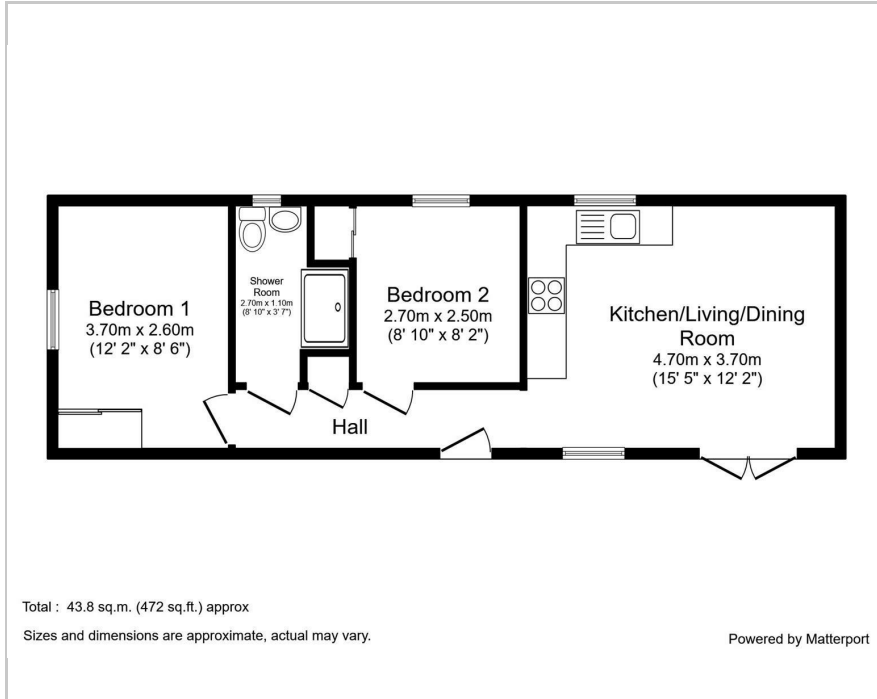 Bedroom 1
3.70m x 2.60m
(12' 2" x 8' 6")
Shower
Room
2.70m x 1.10m
(8' 10" x 3' 7")
Bedroom 2
2.70m x 2.50m
(8' 10" x 8' 2")
Kitchen/Living/Dining
Room
4.70m x 3.70m
(15' 5" x 12' 2")
Hall
Total : 43.8 sq.m. (472 sq.ft.) approx
Sizes and dimensions are approximate, actual may vary.
Powered by Matterport